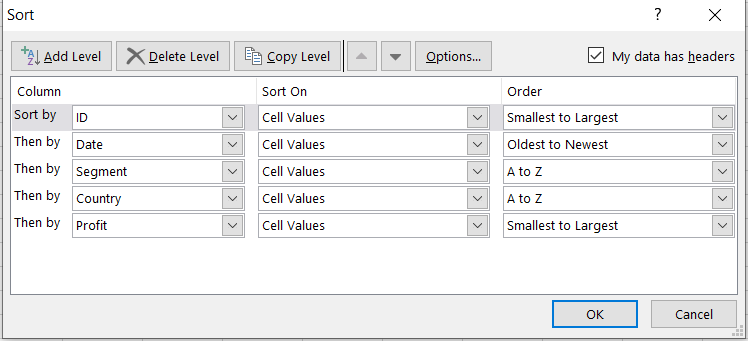 Sort ?
Add Level Delete Level Copy Level Options... My data has headers
Column Sort On Order
Sort by ID Cell Values Smallest to Largest
Then by Date Cell Values Oldest to Newest
Then by Segment Cell Values A to Z
Then by Country Cell Values A to Z
Then by Profit Cell Values Smallest to Largest
OK Cancel